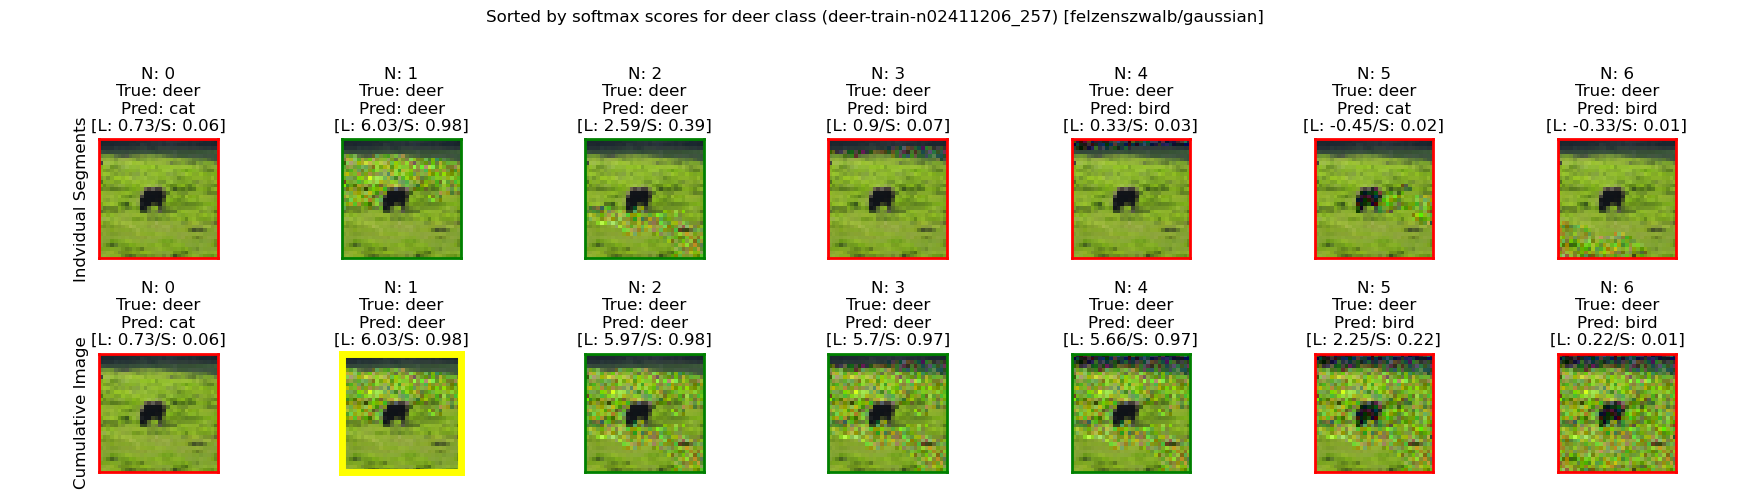 Sorted by softmax scores for deer class (deer-train-n02411206_257) [felzenszwalb/gaussian]
Indvidual Segments
N: 0
True: deer
Pred: cat
[L: 0.73/S: 0.06]
N: 1
True: deer
Pred: deer
[L: 6.03/S: 0.98]
N: 2
True: deer
Pred: deer
[L: 2.59/S: 0.39]
N: 3
True: deer
Pred: bird
[L: 0.9/S: 0.07]
N: 4
True: deer
Pred: bird
[L: 0.33/S: 0.03]
N: 5
True: deer
Pred: cat
[L: -0.45/S: 0.02]
N: 6
True: deer
Pred: bird
[L: -0.33/S: 0.01]
Cumulative Image
N: 0
True: deer
Pred: cat
[L: 0.73/S: 0.06]
N: 1
True: deer
Pred: deer
[L: 6.03/S: 0.98]
N: 2
True: deer
Pred: deer
[L: 5.97/S: 0.98]
N: 3
True: deer
Pred: deer
[L: 5.7/S: 0.97]
N: 4
True: deer
Pred: deer
[L: 5.66/S: 0.97]
N: 5
True: deer
Pred: bird
[L: 2.25/S: 0.22]
N: 6
True: deer
Pred: bird
[L: 0.22/S: 0.01]